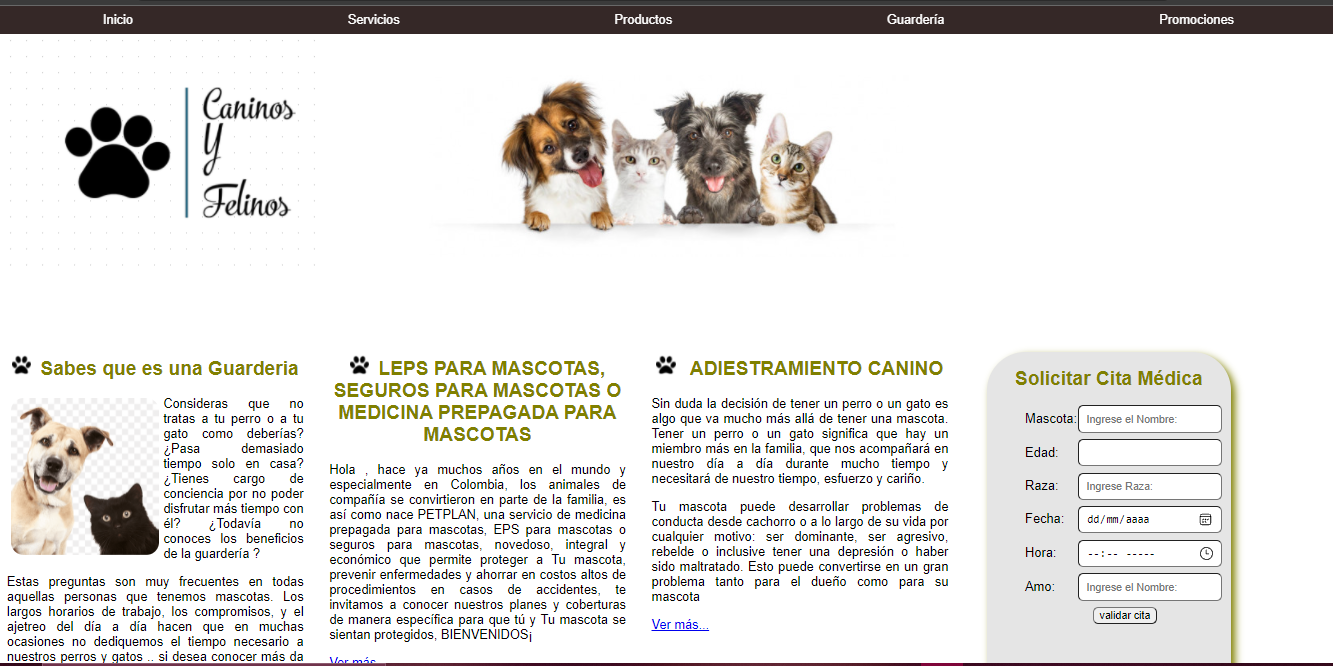 Inicio Servicios Productos Guardería Promociones
Caninos
Y
Felinos
Sabes que es una Guarderia
Consideras que no
tratas a tu perro o a tu
gato como deberías?
¿Pasa demasiado
tiempo solo en casa?
¿Tienes cargo de
conciencia por no poder
disfrutar más tiempo con
él? ¿Todavía no
conoces los beneficios
de la guardería ?
Estas preguntas son muy frecuentes en todas
aquellas personas que tenemos mascotas. Los
largos horarios de trabajo, los compromisos, y el
ajetreo del día a día hacen que en muchas
ocasiones no dediquemos el tiempo necesario a
nuestros perros y gatos .. si desea conocer más da
LEPS PARA MASCOTAS,
SEGUROS PARA MASCOTAS O
MEDICINA PREPAGADA PARA
MASCOTAS
Hola , hace ya muchos años en el mundo y
especialmente en Colombia, los animales de
compañía se convirtieron en parte de la familia, es
así como nace PETPLAN, una servicio de medicina
prepagada para mascotas, EPS para mascotas o
seguros para mascotas, novedoso, integral y
económico que permite proteger a Tu mascota,
prevenir enfermedades y ahorrar en costos altos de
procedimientos en casos de accidentes, te
invitamos a conocer nuestros planes y coberturas
de manera específica para que tú y Tu mascota se
sientan protegidos, BIENVENIDOS¡
Ver más...
ADIESTRAMIENTO CANINO
Sin duda la decisión de tener un perro o un gato es
algo que va mucho más allá de tener una mascota.
Tener un perro o un gato significa que hay un
miembro más en la familia, que nos acompañará en
nuestro día a día durante mucho tiempo y
necesitará de nuestro tiempo, esfuerzo y cariño.
Tu mascota puede desarrollar problemas de
conducta desde cachorro o a lo largo de su vida por
cualquier motivo: ser dominante, ser agresivo,
rebelde o inclusive tener una depresión o haber
sido maltratado. Esto puede convertirse en un gran
problema tanto para el dueño como para su
mascota
Ver más...
Solicitar Cita Médica
Mascota: Ingrese el Nombre:
Edad:
Raza: Ingrese Raza:
Fecha: dd/mm/aaaa
Hora: --:-- -----
Amo: Ingrese el Nombre:
validar cita